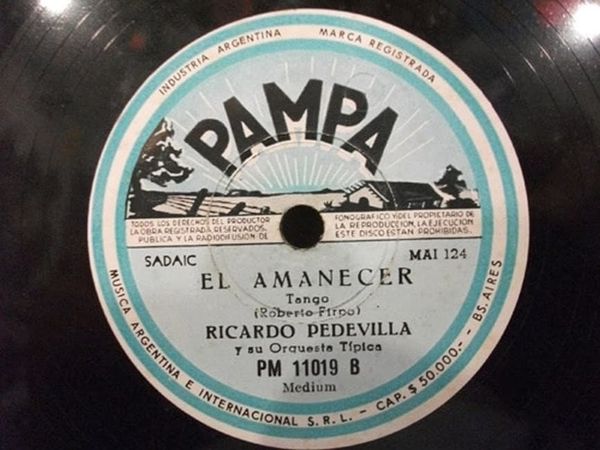 INDUSTRIA ARGENTINA
MARCA REGISTRADA
PAMPA
TODOS LOS DERECHOS DEL PRODUCTOR
LA OBRA REGISTRADA RESERVADOS.
PUBLICA Y LA RADIODIFUSION DE
FONOGRAFICO Y DEL PROPIETARIO DE
LA REPRODUCCION, LA EJECUCION
ESTE DISCO ESTAN PROHIBIDAS.
SADAIC
MAI 124
EL AMANECER
Tango
(Roberto Firpo)
RICARDO PEDEVILLA
y su Orquesta Típica
PM 11019 B
Medium
MUSICA ARGENTINA E INTERNACIONAL S.R.L. - CAP. $ 50.000.- BS. AIRES